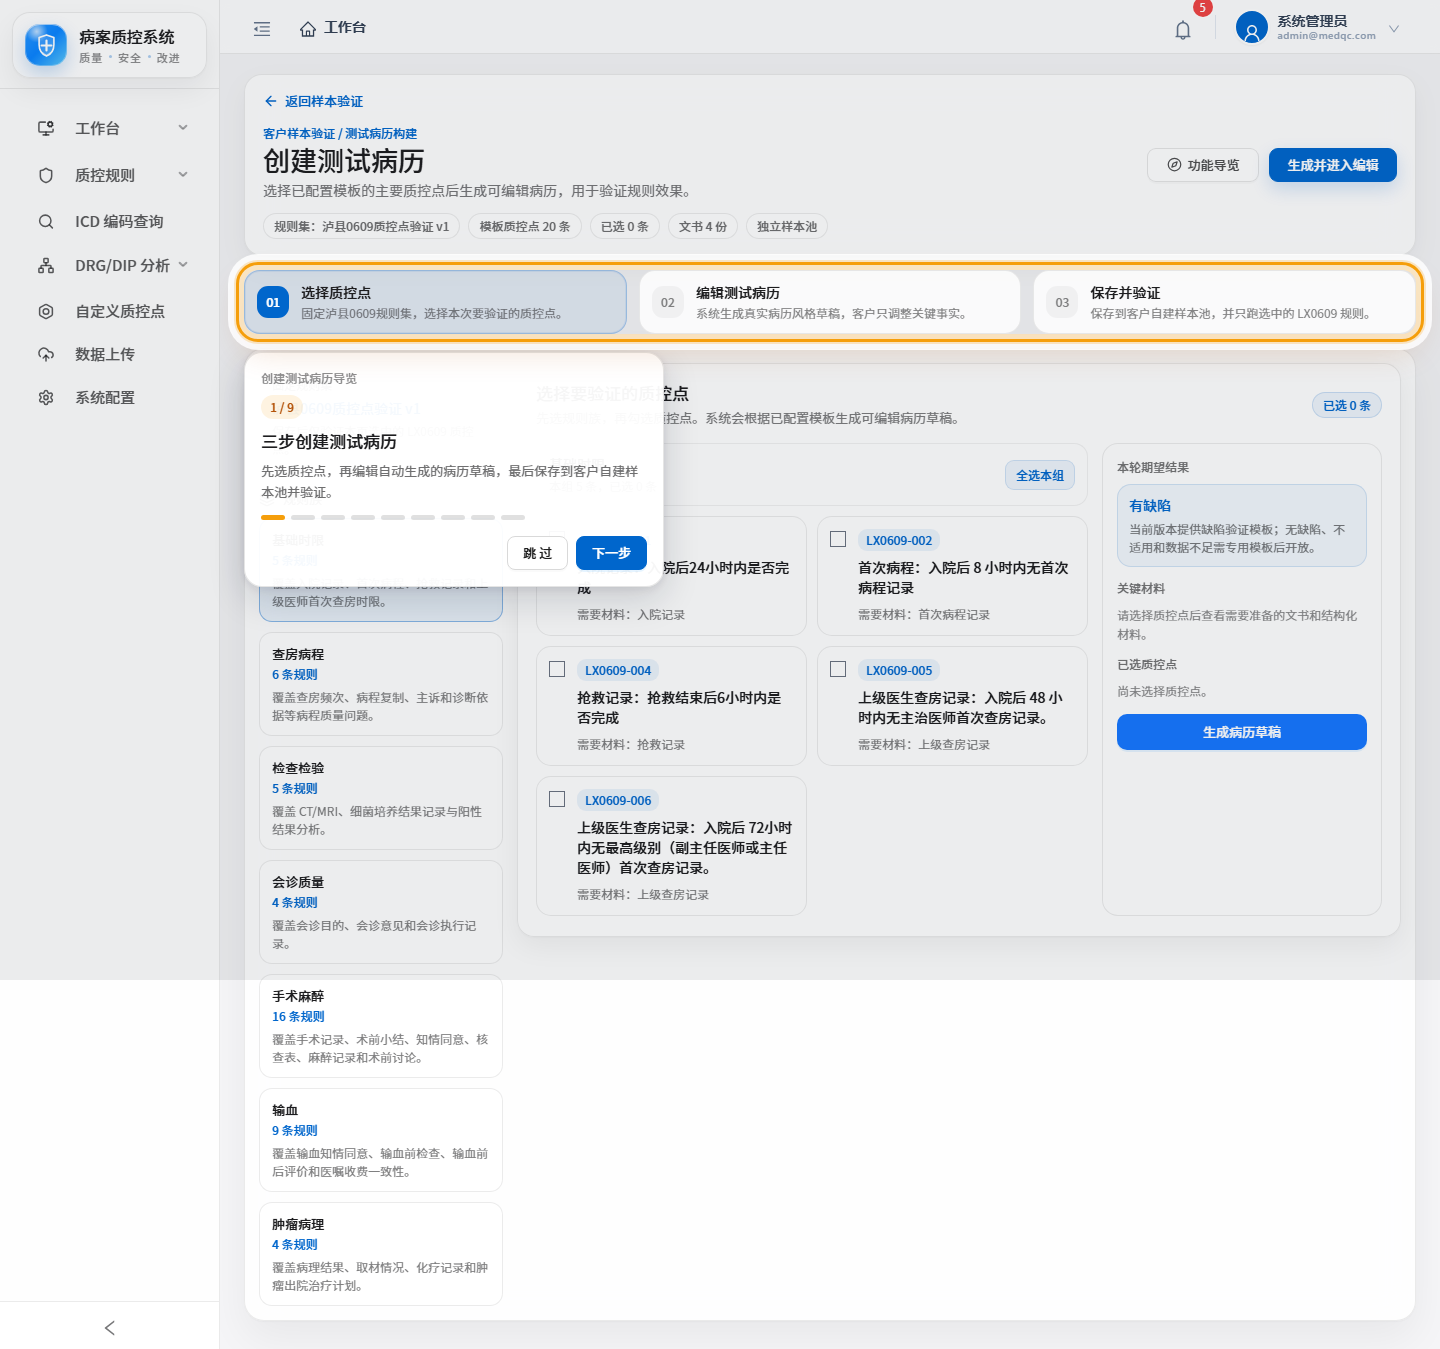 病案质控系统
质量 • 安全 • 改进
工作台
质控规则
ICD 编码查询
DRG/DIP 分析
自定义质控点
数据上传
系统配置
工作台
5
系统管理员
admin@medqc.com
返回样本验证
客户样本验证 / 测试病历构建
创建测试病历
选择已配置模板的主要质控点后生成可编辑病历，用于验证规则效果。
规则集：泸县0609质控点验证 v1
模板质控点 20 条
已选 0 条
文书 4 份
独立样本池
功能导览
生成并进入编辑
01
选择质控点
固定泸县0609规则集，选择本次要验证的质控点。
02
编辑测试病历
系统生成真实病历风格草稿，客户只调整关键事实。
03
保存并验证
保存到客户自建样本池，并只跑选中的 LX0609 规则。
创建测试病历导览
1 / 9
0609质控点验证 v1
三步创建测试病历
先选质控点，再编辑自动生成的病历草稿，最后保存到客户自建样
本池并验证。
跳 过
下一步
基础时限
5 条规则
级医师首次查房时限。
查房病程
6 条规则
覆盖查房频次、病程复制、主诉和诊断依
据等病程质量问题。
检查检验
5 条规则
覆盖 CT/MRI、细菌培养结果记录与阳性
结果分析。
会诊质量
4 条规则
覆盖会诊目的、会诊意见和会诊执行记
录。
手术麻醉
16 条规则
覆盖手术记录、术前小结、知情同意、核
查表、麻醉记录和术前讨论。
输血
9 条规则
覆盖输血知情同意、输血前检查、输血前
后评价和医嘱收费一致性。
肿瘤病理
4 条规则
覆盖病理结果、取材情况、化疗记录和肿
瘤出院治疗计划。
选择要验证的质控点
控点。系统会根据已配置模板生成可编辑病历草稿。
已选 0 条
全选本组
院后24小时内是否完
成
需要材料：入院记录
LX0609-002
首次病程：入院后 8 小时内无首次
病程记录
需要材料：首次病程记录
LX0609-004
抢救记录：抢救结束后6小时内是
否完成
需要材料：抢救记录
LX0609-005
上级医生查房记录：入院后 48 小
时内无主治医师首次查房记录。
需要材料：上级查房记录
LX0609-006
上级医生查房记录：入院后 72小时
内无最高级别（副主任医师或主任
医师）首次查房记录。
需要材料：上级查房记录
本轮期望结果
有缺陷
当前版本提供缺陷验证模板；无缺陷、不
适用和数据不足需专用模板后开放。
关键材料
请选择质控点后查看需要准备的文书和结构化
材料。
已选质控点
尚未选择质控点。
生成病历草稿